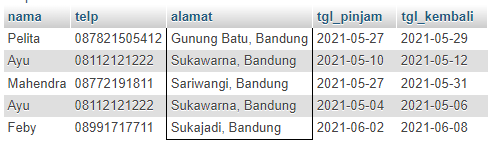 nama telp alamat tgl_pinjam tgl_kembali
Pelita 087821505412 Gunung Batu, Bandung 2021-05-27 2021-05-29
Ayu 08112121222 Sukawarna, Bandung 2021-05-10 2021-05-12
Mahendra 08772191811 Sariwangi, Bandung 2021-05-27 2021-05-31
Ayu 08112121222 Sukawarna, Bandung 2021-05-04 2021-05-06
Feby 08991717711 Sukajadi, Bandung 2021-06-02 2021-06-08